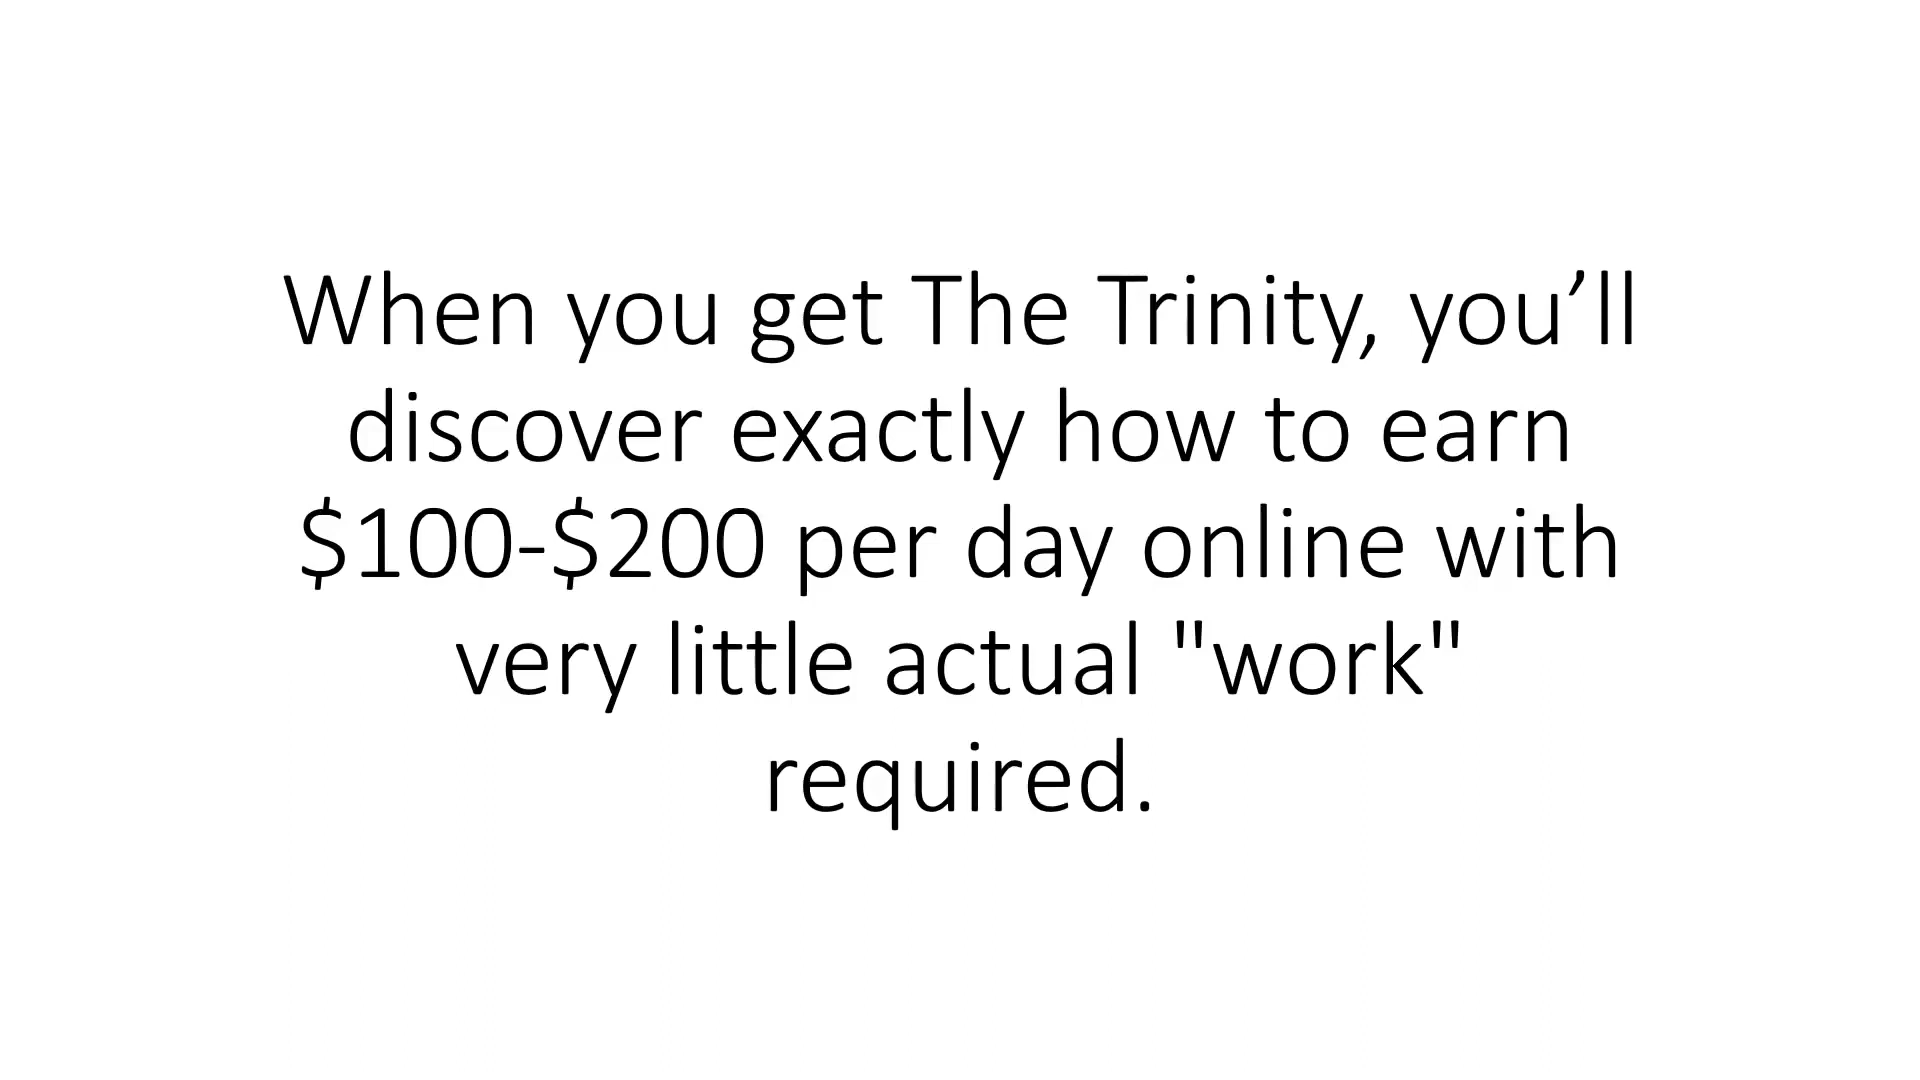 When you get The Trinity, you’ll
discover exactly how to earn
$100-$200 per day online with
very little actual "work"
required.